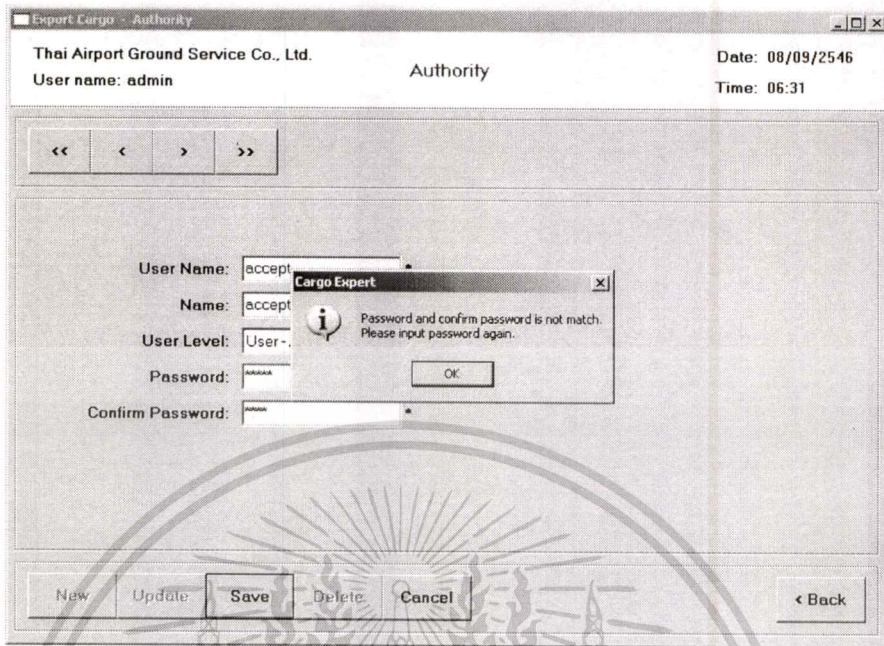 Export Cargo - Authority
Thai Airport Ground Service Co., Ltd.
User name: admin
Authority
Date: 08/09/2546
Time: 06:31
<< < > >>
User Name: accept *
Name: accept
User Level: User-.
Password: *****
Confirm Password: **** *
Cargo Expert
Password and confirm password is not match.
Please input password again.
OK
New Update Save Delete Cancel
< Back